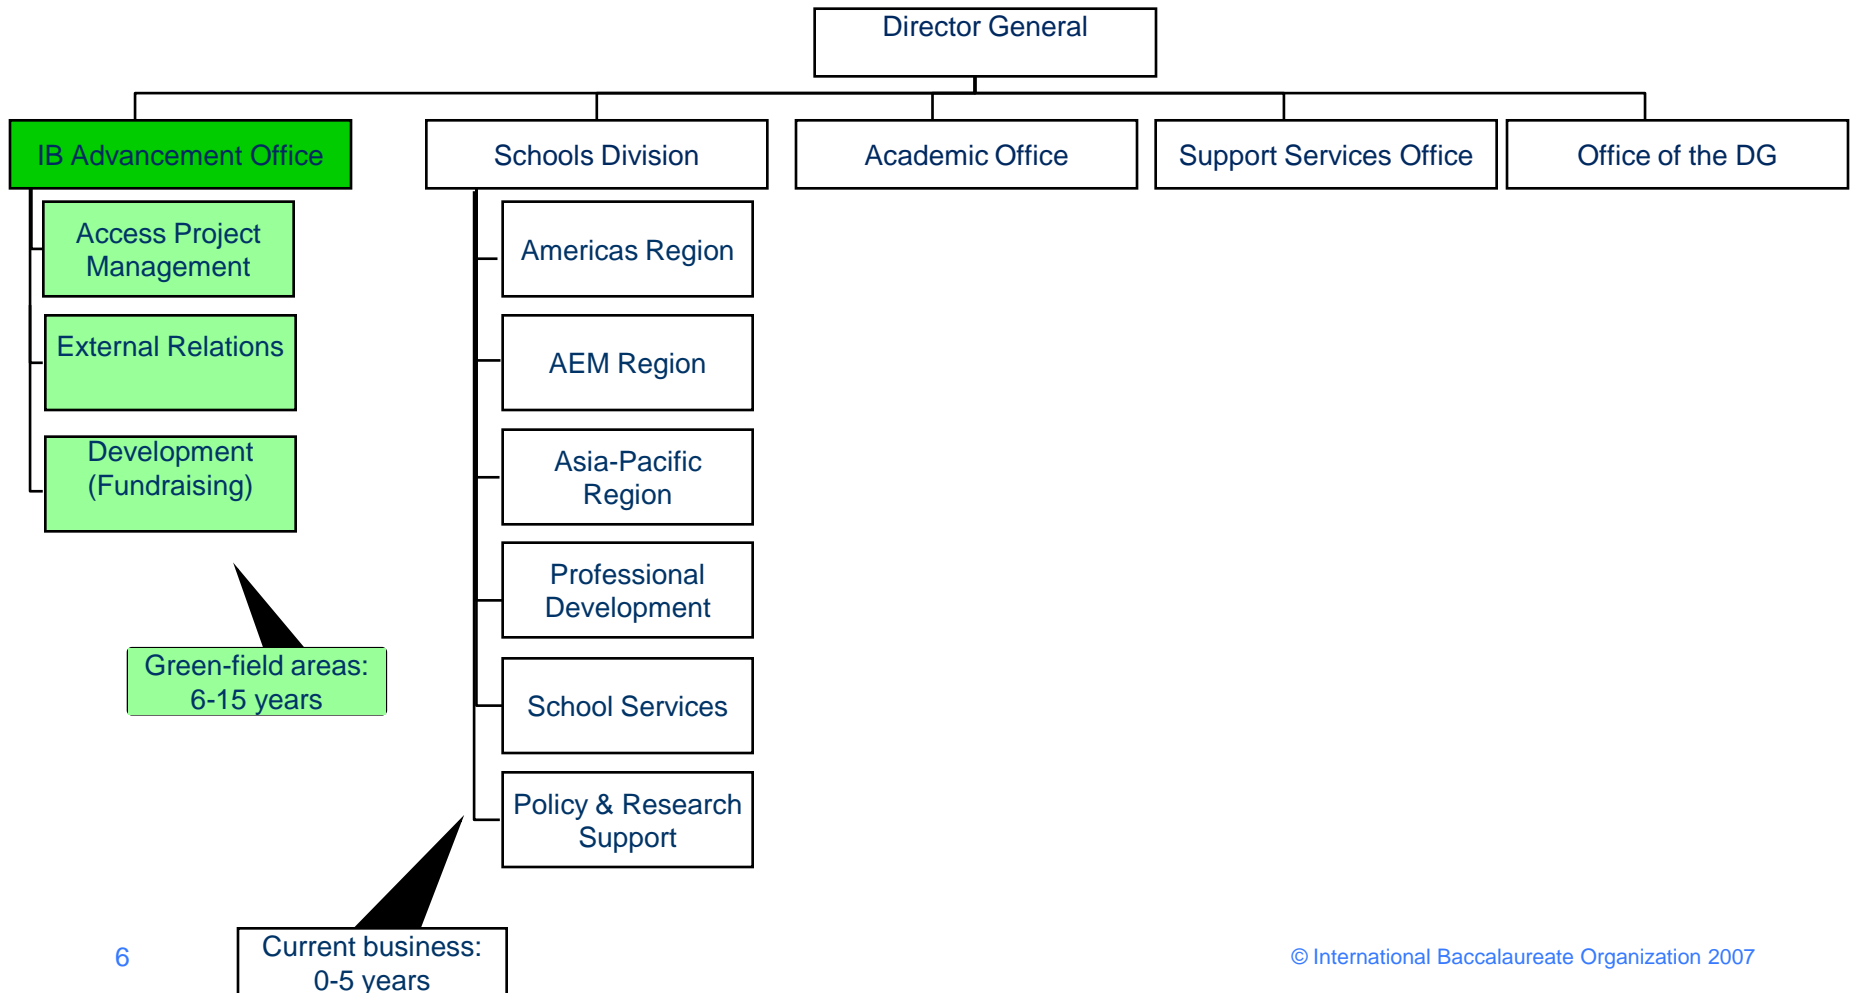 Director General
IB Advancement Office
Schools Division
Academic Office
Support Services Office
Office of the DG
Access Project
Management
External Relations
Development
(Fundraising)
Green-field areas:
6-15 years
Americas Region
AEM Region
Asia-Pacific
Region
Professional
Development
School Services
Policy & Research
Support
Current business:
0-5 years
6
© International Baccalaureate Organization 2007